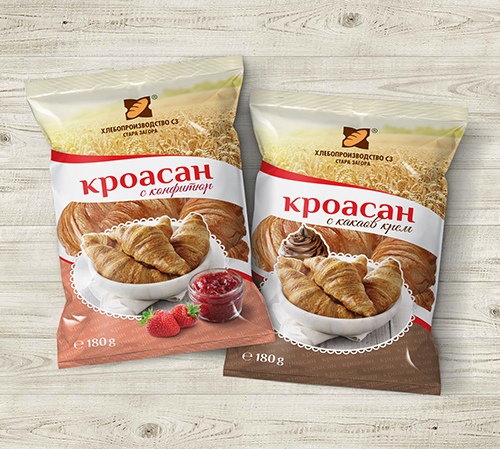 ®
ХЛЕБОПРОИЗВОДСТВО СЗ
СТАРА ЗАГОРА
кроасан
с конфитюр
℮ 180 g
®
ХЛЕБОПРОИЗВОДСТВО СЗ
СТАРА ЗАГОРА
кроасан
с какаов крем
℮ 180 g